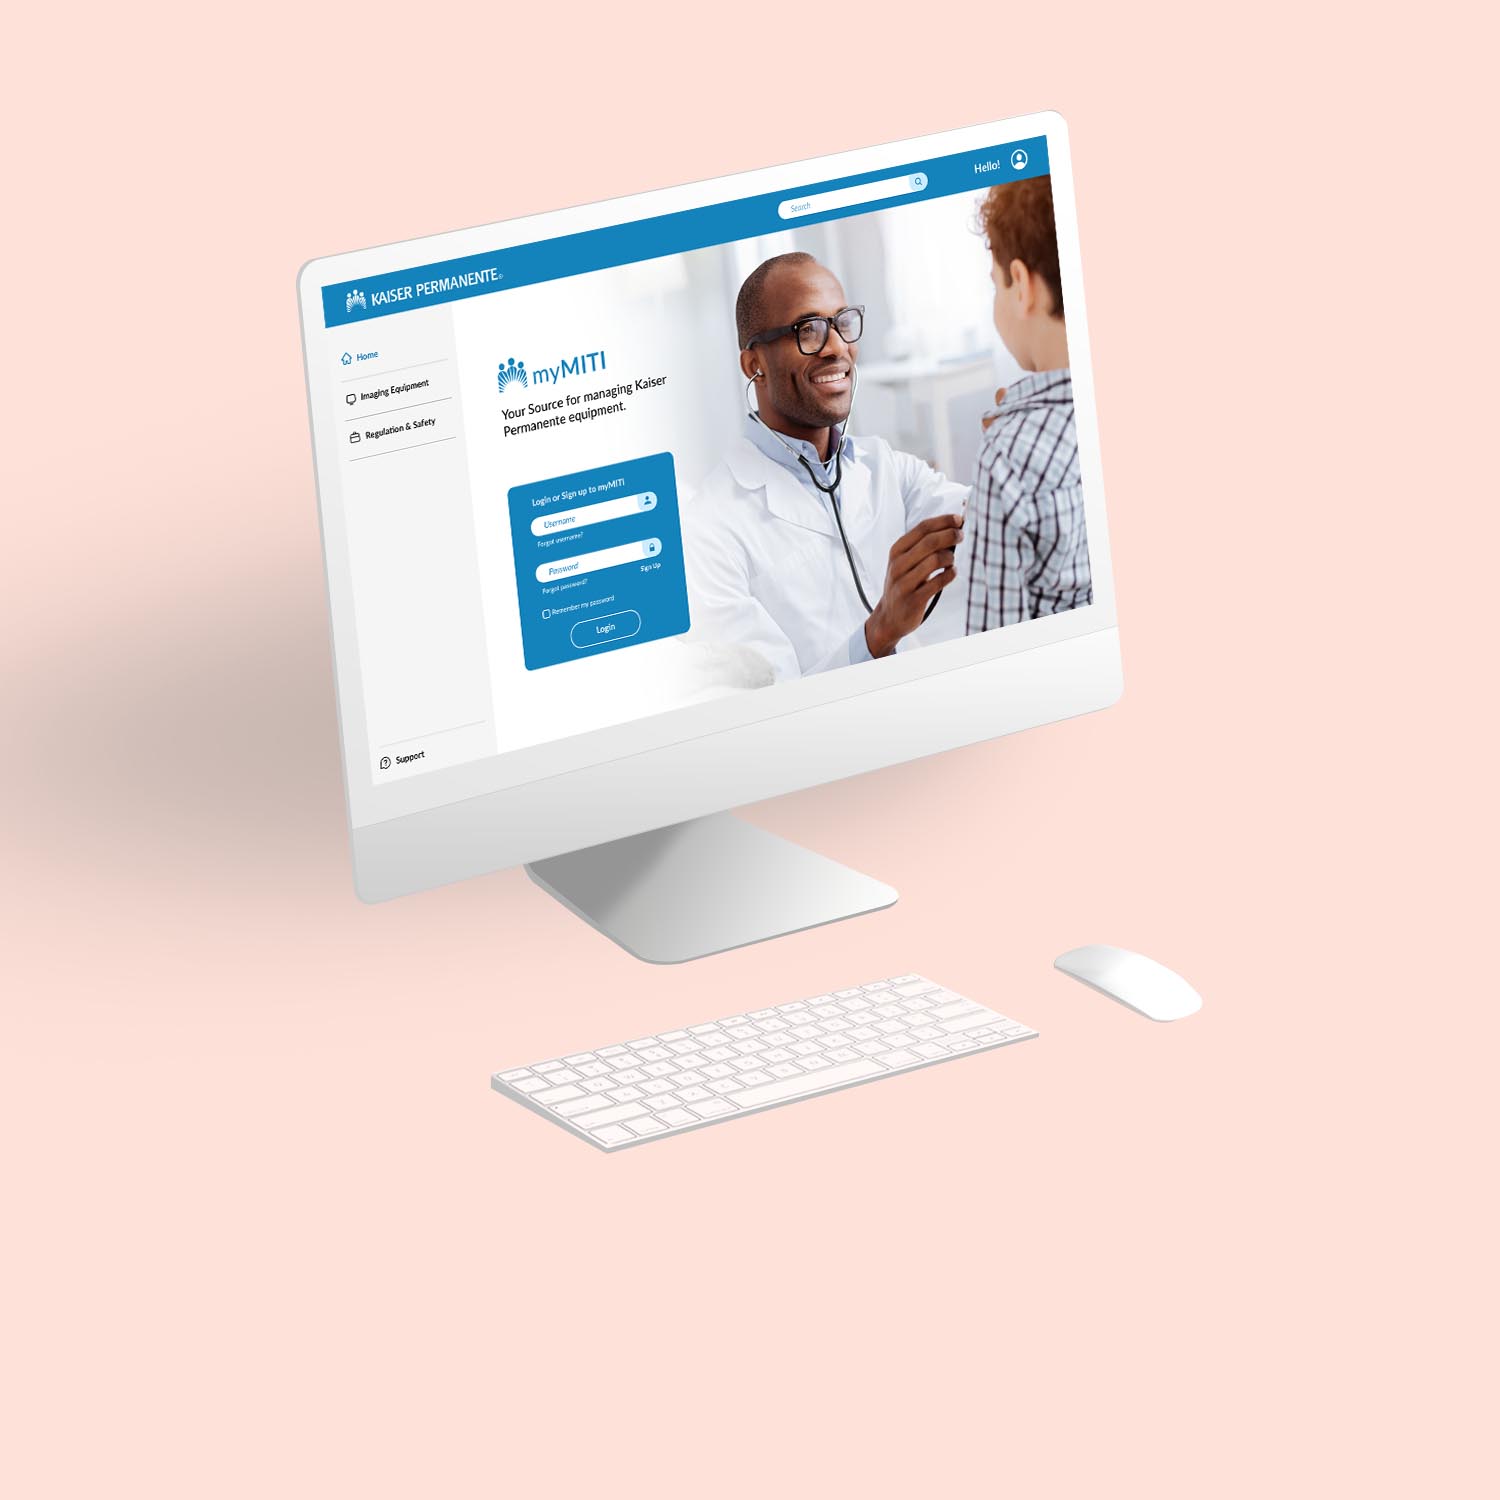 KAISER PERMANENTE®
Search
Hello!
Home
Imaging Equipment
Regulation & Safety
Support
myMITI
Your Source for managing Kaiser
Permanente equipment.
Login or Sign up to myMITI
Username
Forgot username?
Password
Forgot password?
Sign Up
Remember my password
Login